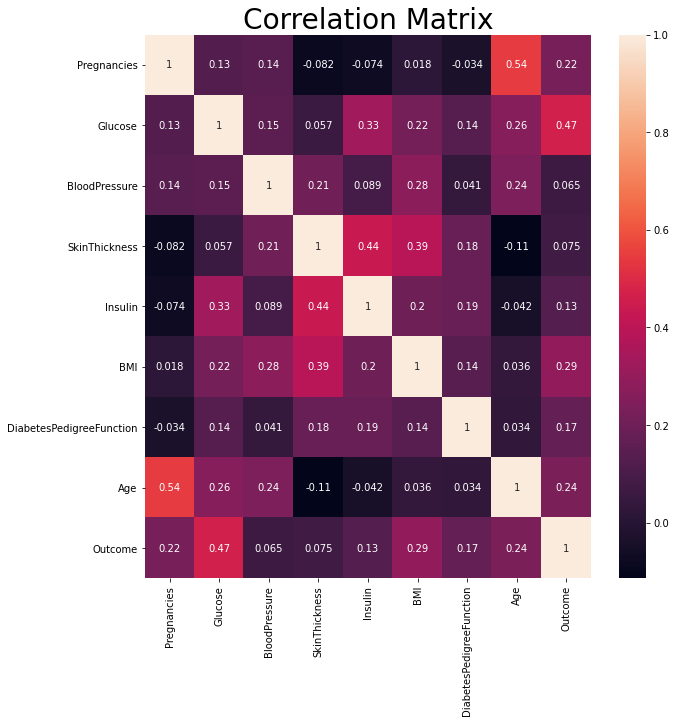 Correlation Matrix
Pregnancies 1 0.13 0.14 -0.082 -0.074 0.018 -0.034 0.54 0.22
Glucose 0.13 1 0.15 0.057 0.33 0.22 0.14 0.26 0.47
BloodPressure 0.14 0.15 1 0.21 0.089 0.28 0.041 0.24 0.065
SkinThickness -0.082 0.057 0.21 1 0.44 0.39 0.18 -0.11 0.075
Insulin -0.074 0.33 0.089 0.44 1 0.2 0.19 -0.042 0.13
BMI 0.018 0.22 0.28 0.39 0.2 1 0.14 0.036 0.29
DiabetesPedigreeFunction -0.034 0.14 0.041 0.18 0.19 0.14 1 0.034 0.17
Age 0.54 0.26 0.24 -0.11 -0.042 0.036 0.034 1 0.24
Outcome 0.22 0.47 0.065 0.075 0.13 0.29 0.17 0.24 1
Pregnancies
Glucose
BloodPressure
SkinThickness
Insulin
BMI
DiabetesPedigreeFunction
Age
Outcome
1.0
0.8
0.6
0.4
0.2
0.0